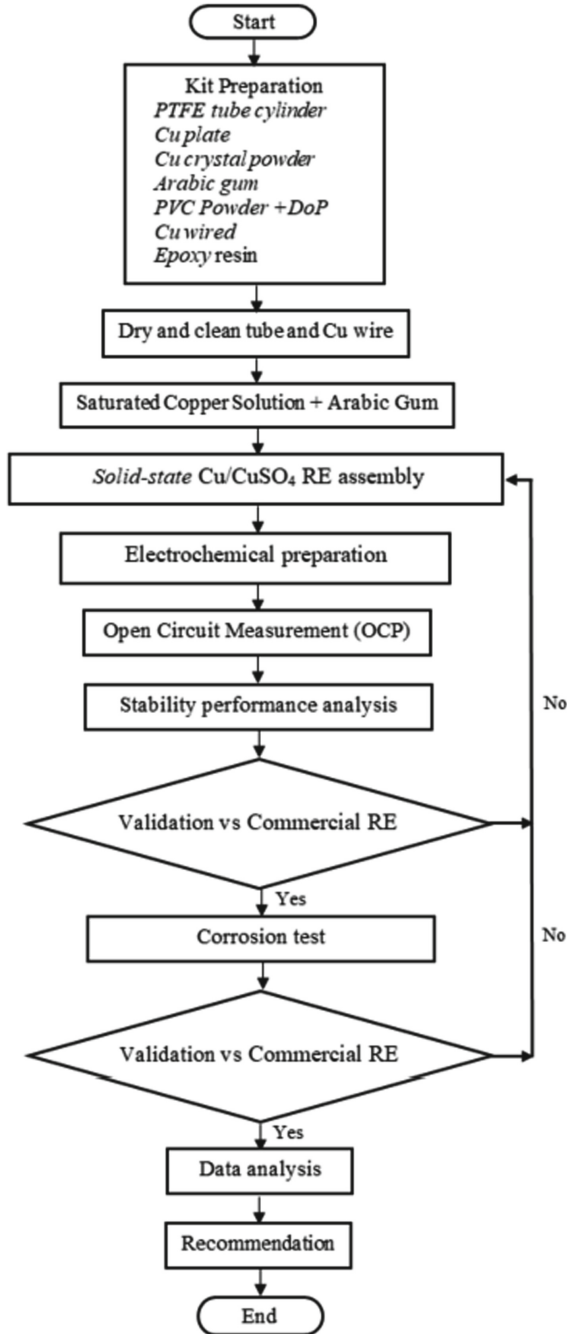 Start
Kit Preparation
PTFE tube cylinder
Cu plate
Cu crystal powder
Arabic gum
PVC Powder +DoP
Cu wired
Epoxy resin
Dry and clean tube and Cu wire
Saturated Copper Solution + Arabic Gum
Solid-state Cu/CuSO₄ RE assembly
Electrochemical preparation
Open Circuit Measurement (OCP)
Stability performance analysis
No
Validation vs Commercial RE
Yes
Corrosion test
No
Validation vs Commercial RE
Yes
Data analysis
Recommendation
End